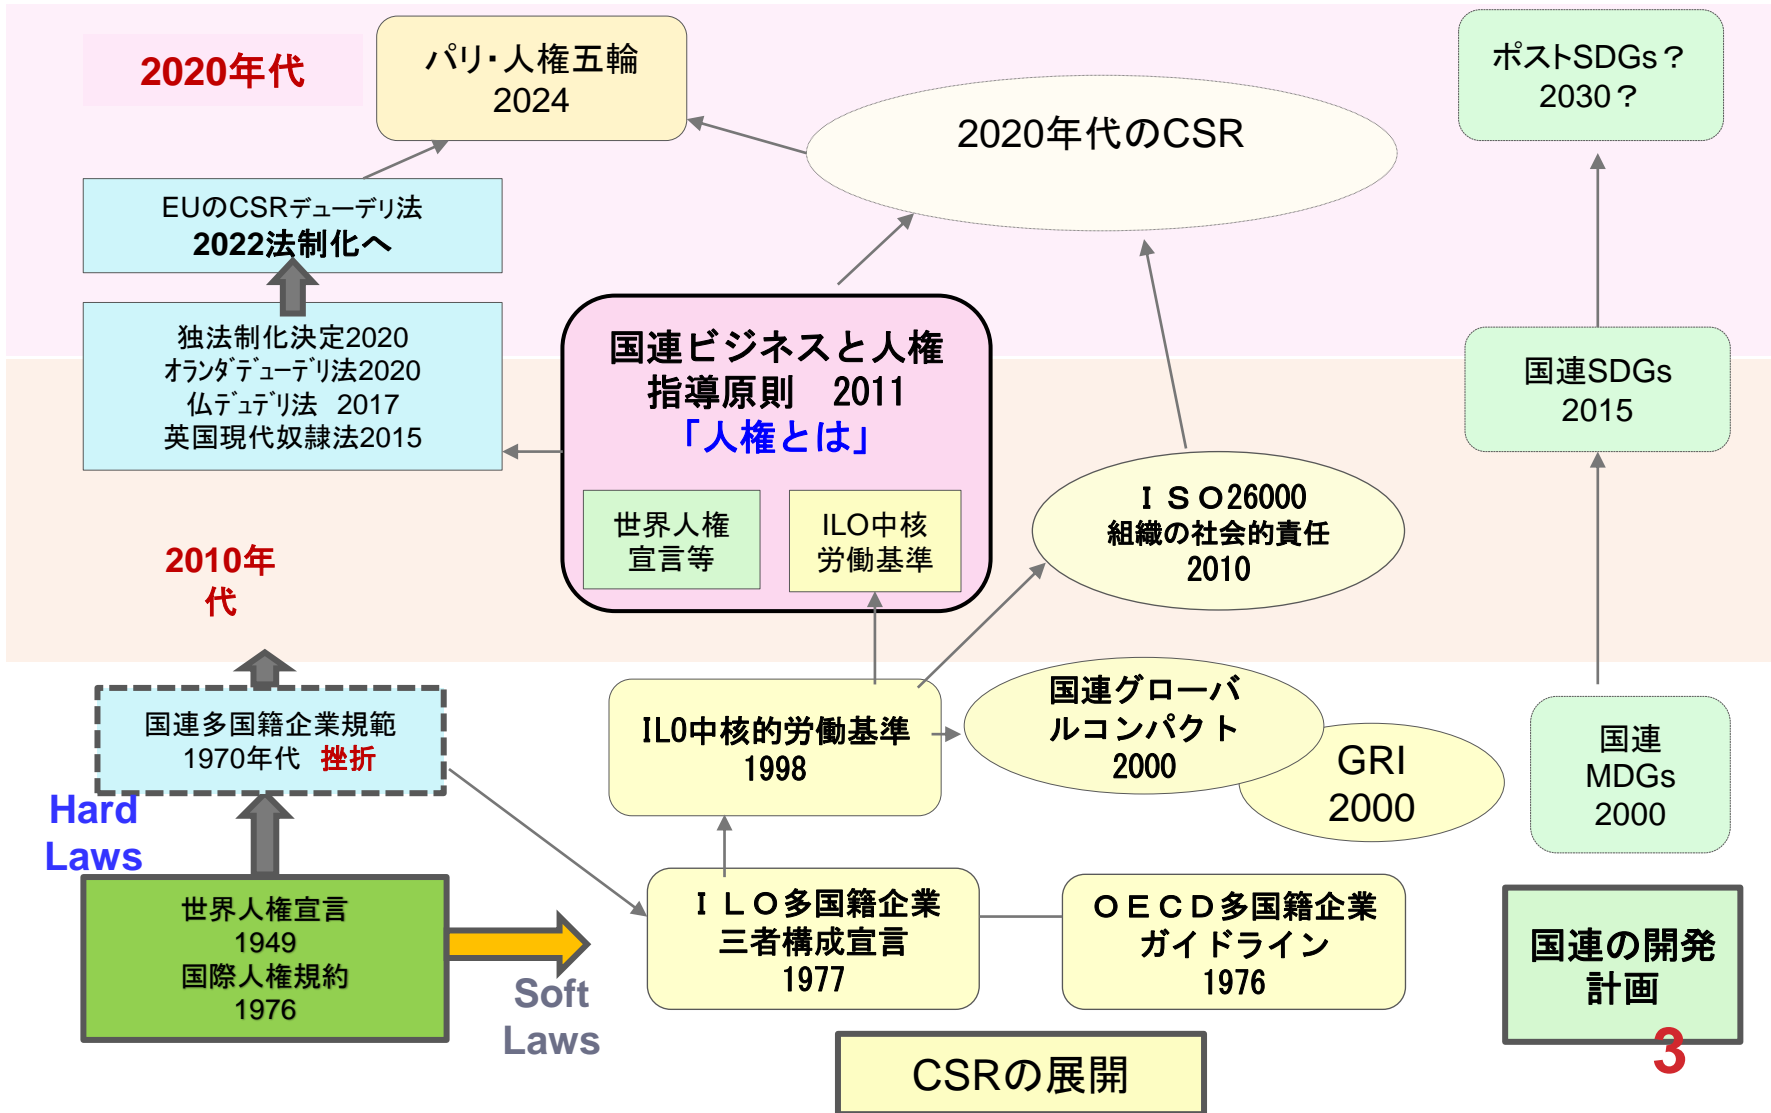 2020年代
パリ・人権五輪
2024
ポストSDGs？
2030？
2020年代のCSR
EUのCSRデューデリ法
2022法制化へ
独法制化決定2020
ｵﾗﾝﾀﾞﾃﾞｭｰﾃﾞﾘ法2020
仏ﾃﾞｭﾃﾞﾘ法 2017
英国現代奴隷法2015
国連ビジネスと人権
指導原則　2011
「人権とは」
世界人権
宣言等
ILO中核
労働基準
国連SDGs
2015
ＩＳＯ26000
組織の社会的責任
2010
2010年
代
国連多国籍企業規範
1970年代 挫折
ILO中核的労働基準
1998
国連グローバ
ルコンパクト
2000
GRI
2000
国連
MDGs
2000
Hard
Laws
世界人権宣言
1949
国際人権規約
1976
Soft
Laws
ＩＬＯ多国籍企業
三者構成宣言
1977
ＯＥＣＤ多国籍企業
ガイドライン
1976
国連の開発
計画
CSRの展開
3